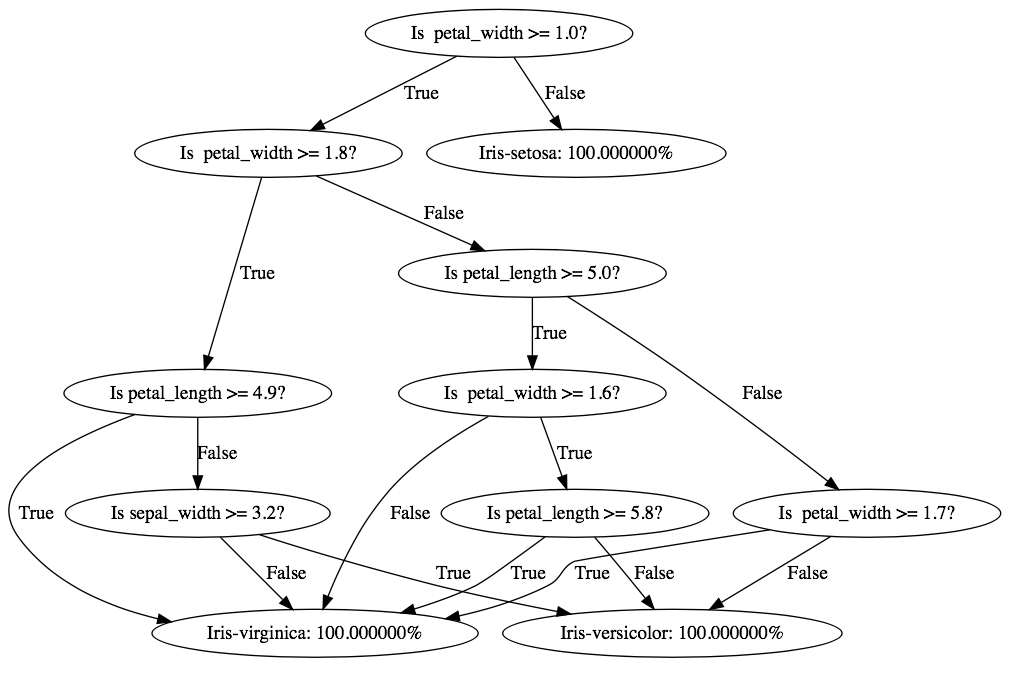 Is petal_width >= 1.0?
True
False
Is petal_width >= 1.8?
Iris-setosa: 100.000000%
False
True
Is petal_length >= 5.0?
True
False
Is petal_length >= 4.9?
Is petal_width >= 1.6?
False
True
True
False
Is sepal_width >= 3.2?
Is petal_length >= 5.8?
Is petal_width >= 1.7?
False
True
True
True
False
False
Iris-virginica: 100.000000%
Iris-versicolor: 100.000000%